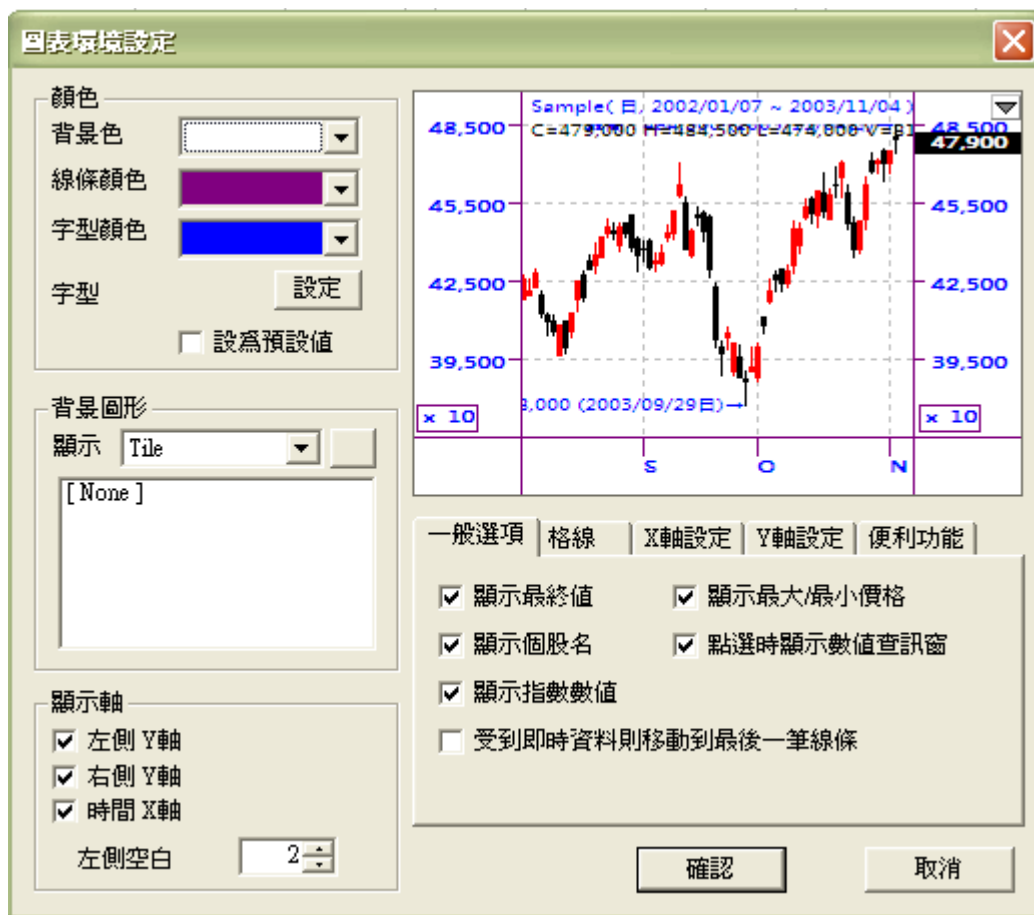 圖表環境設定
顏色
背景色
線條顏色
字型顏色
字型
設定
設為預設值
背景圖形
顯示
Tile
[ None ]
顯示軸
左側 Y軸
右側 Y軸
時間 X軸
左側空白
2
Sample( 日, 2002/01/07 ~ 2003/11/04 )
C=479,000 H=484,500 L=474,000
48,500
48,500
47,900
45,500
45,500
42,500
42,500
39,500
39,500
,000 (2003/09/29日)→
x 10
x 10
S
O
N
一般選項
格線
X軸設定
Y軸設定
便利功能
顯示最終值
顯示最大/最小價格
顯示個股名
點選時顯示數值查訊窗
顯示指數數值
受到即時資料則移動到最後一筆線條
確認
取消